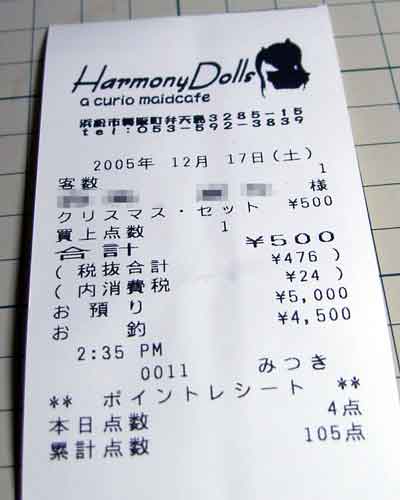 HarmonyDolls
a curio maidcafe
浜松市舞阪町弁天島3285-15
tel:053-592-3839
2005年 12月 17日(土)
客数 1
様
クリスマス・セット ¥500
買上点数 1
合計 ¥500
(税抜合計 ¥476)
(内消費税 ¥24)
お預り ¥5,000
お釣 ¥4,500
2:35 PM
0011 みつき
** ポイントレシート **
本日点数 4点
累計点数 105点